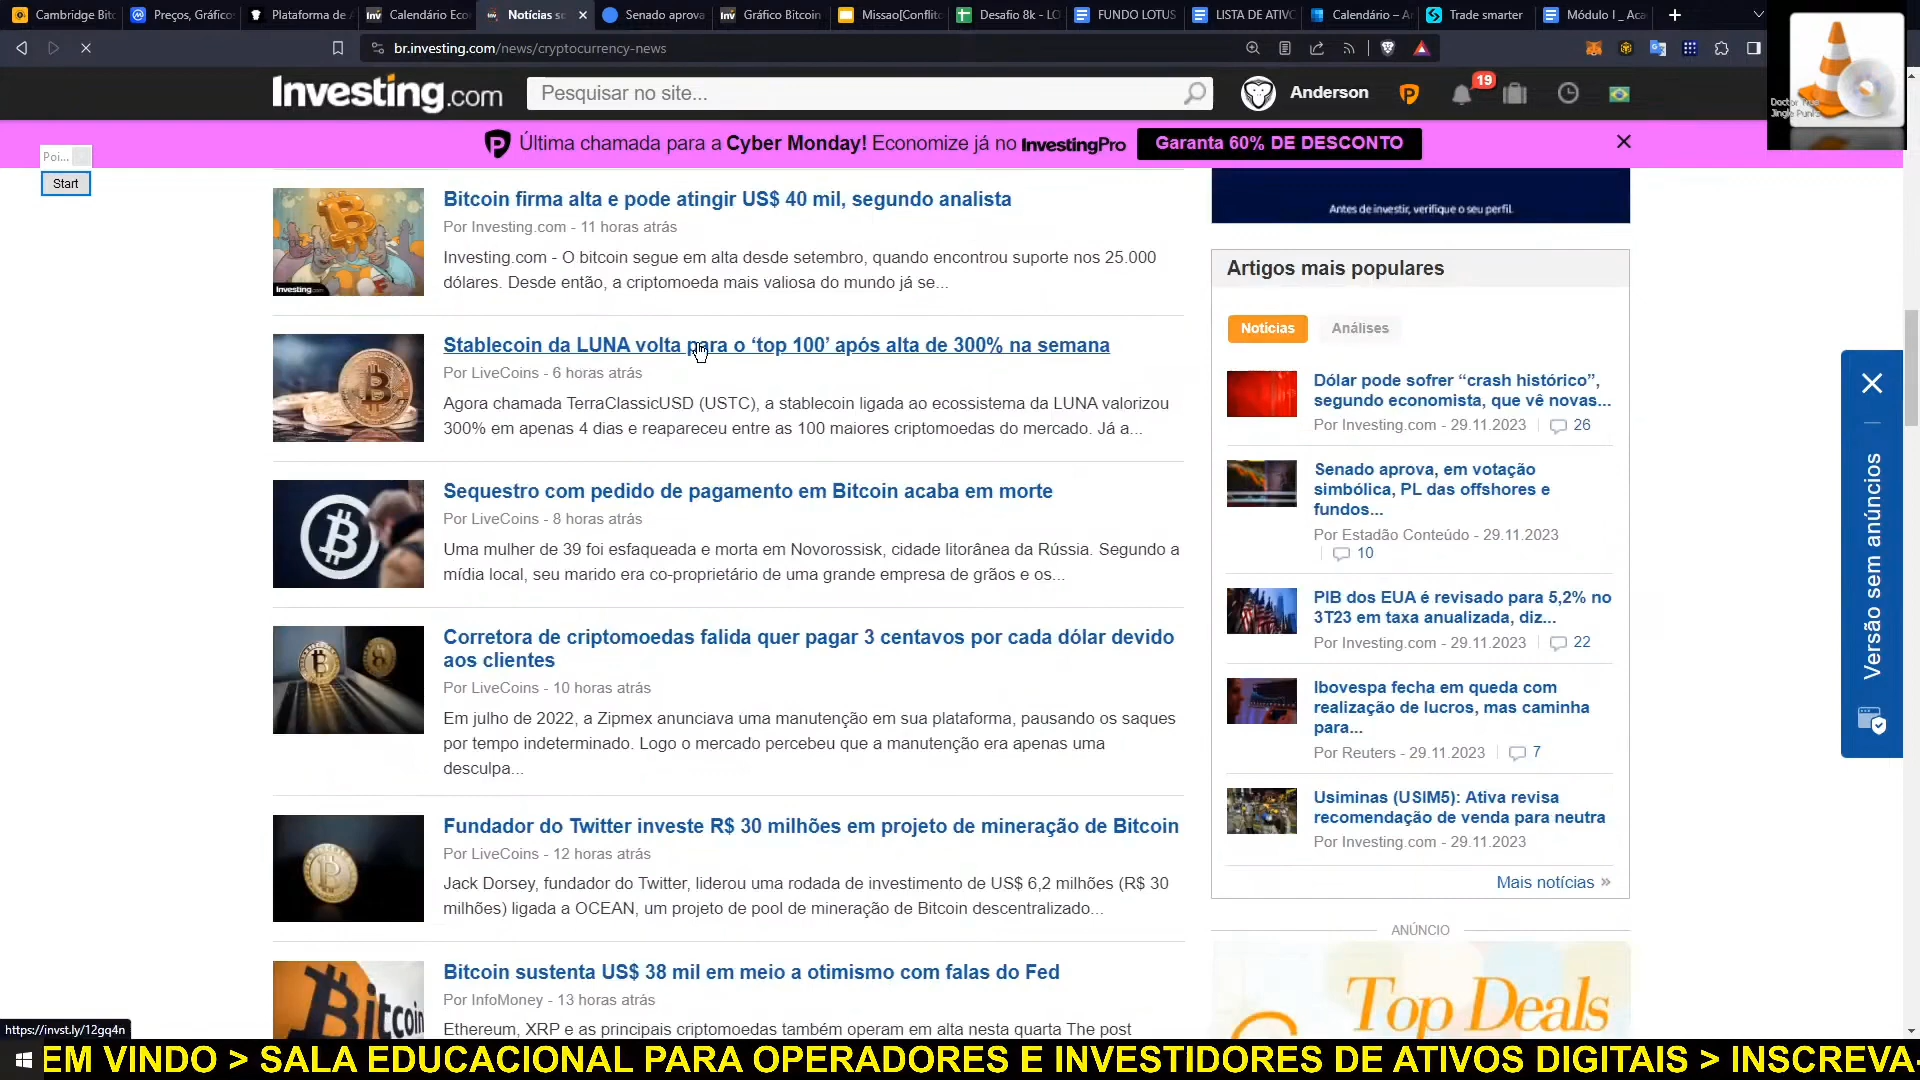 Cambridge Bit
Preços, Gráficos
Plataforma de
Calendário Eco
Notícias s
Senado aprova
Gráfico Bitcoin
Missao[Conflit
Desafio 8k - LO
FUNDO LOTUS
LISTA DE ATIV
Calendário – A
Trade smarter
Módulo I _ Aca
br.investing.com/news/cryptocurrency-news
Investing.com
Pesquisar no site...
Anderson
19
Última chamada para a Cyber Monday! Economize já no InvestingPro
Garanta 60% DE DESCONTO
Poi...
Start
Bitcoin firma alta e pode atingir US$ 40 mil, segundo analista
Por Investing.com - 11 horas atrás
Investing.com - O bitcoin segue em alta desde setembro, quando encontrou suporte nos 25.000
dólares. Desde então, a criptomoeda mais valiosa do mundo já se...
Investing.com
Stablecoin da LUNA volta para o ‘top 100’ após alta de 300% na semana
Por LiveCoins - 6 horas atrás
Agora chamada TerraClassicUSD (USTC), a stablecoin ligada ao ecossistema da LUNA valorizou
300% em apenas 4 dias e reapareceu entre as 100 maiores criptomoedas do mercado. Já a...
Sequestro com pedido de pagamento em Bitcoin acaba em morte
Por LiveCoins - 8 horas atrás
Uma mulher de 39 foi esfaqueada e morta em Novorossisk, cidade litorânea da Rússia. Segundo a
mídia local, seu marido era co-proprietário de uma grande empresa de grãos e os...
Corretora de criptomoedas falida quer pagar 3 centavos por cada dólar devido
aos clientes
Por LiveCoins - 10 horas atrás
Em julho de 2022, a Zipmex anunciava uma manutenção em sua plataforma, pausando os saques
por tempo indeterminado. Logo o mercado percebeu que a manutenção era apenas uma
desculpa...
Fundador do Twitter investe R$ 30 milhões em projeto de mineração de Bitcoin
Por LiveCoins - 12 horas atrás
Jack Dorsey, fundador do Twitter, liderou uma rodada de investimento de US$ 6,2 milhões (R$ 30
milhões) ligada a OCEAN, um projeto de pool de mineração de Bitcoin descentralizado...
Bitcoin sustenta US$ 38 mil em meio a otimismo com falas do Fed
Por InfoMoney - 13 horas atrás
Ethereum, XRP e as principais criptomoedas também operam em alta nesta quarta The post
Bitcoin
Antes de investir, verifique o seu perfil.
Artigos mais populares
Notícias
Análises
Dólar pode sofrer “crash histórico”,
segundo economista, que vê novas...
Por Investing.com - 29.11.2023
26
Senado aprova, em votação
simbólica, PL das offshores e
fundos...
Por Estadão Conteúdo - 29.11.2023
10
PIB dos EUA é revisado para 5,2% no
3T23 em taxa anualizada, diz...
Por Investing.com - 29.11.2023
22
Ibovespa fecha em queda com
realização de lucros, mas caminha
para...
Por Reuters - 29.11.2023
7
Usiminas (USIM5): Ativa revisa
recomendação de venda para neutra
Por Investing.com - 29.11.2023
Mais notícias »
ANÚNCIO
Top Deals
Versão sem anúncios
https://invst.ly/12gq4n
EM VINDO > SALA EDUCACIONAL PARA OPERADORES E INVESTIDORES DE ATIVOS DIGITAIS > INSCREVA-